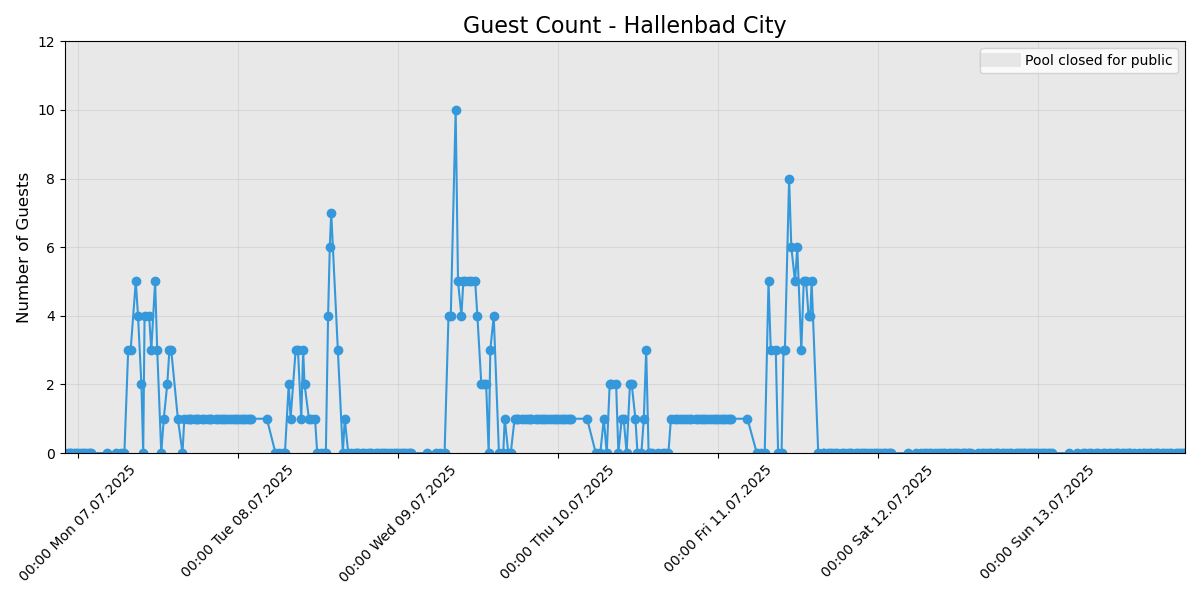 Guest Count - Hallenbad City
Pool closed for public
Number of Guests
12
10
8
6
4
2
0
00:00 Mon 07.07.2025
00:00 Tue 08.07.2025
00:00 Wed 09.07.2025
00:00 Thu 10.07.2025
00:00 Fri 11.07.2025
00:00 Sat 12.07.2025
00:00 Sun 13.07.2025